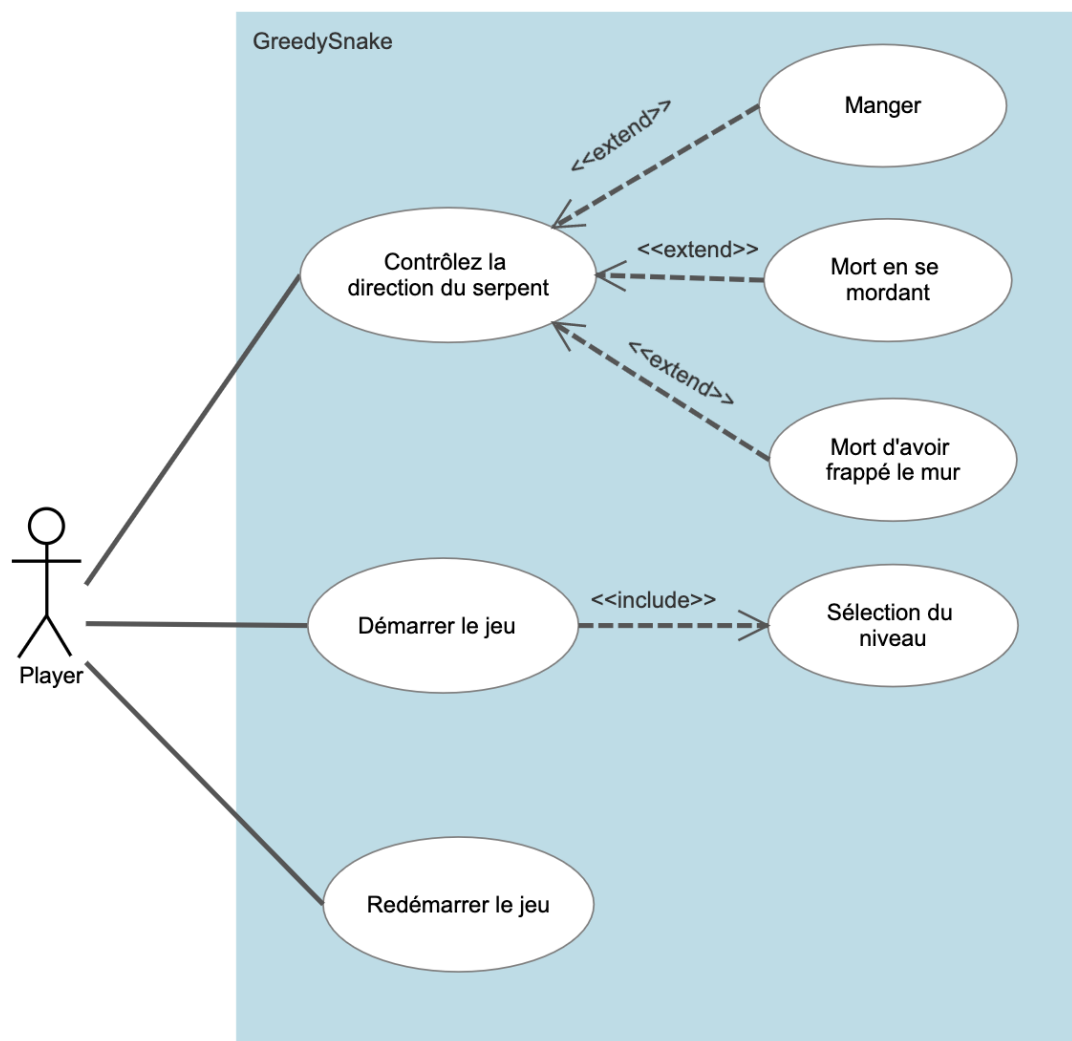 GreedySnake
Manger
<<extend>>
Contrôlez la
direction du serpent
<<extend>>
Mort en se
mordant
<<extend>>
Mort d'avoir
frappé le mur
Player
Démarrer le jeu
<<include>>
Sélection du
niveau
Redémarrer le jeu